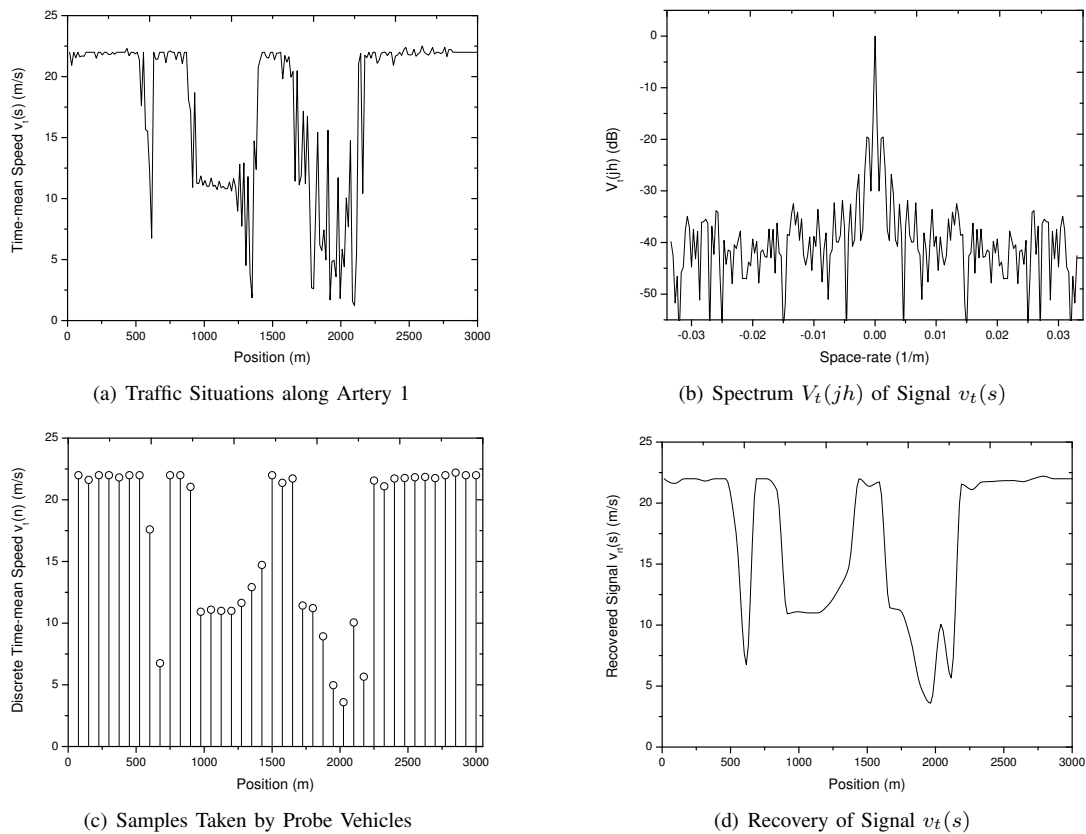 25
20
15
10
5
0
Time-mean Speed v_t(s) (m/s)
0 500 1000 1500 2000 2500 3000
Position (m)
(a) Traffic Situations along Artery 1
0
-10
-20
-30
-40
-50
V_t(jh) (dB)
-0.03 -0.02 -0.01 0.00 0.01 0.02 0.03
Space-rate (1/m)
(b) Spectrum V_t(jh) of Signal v_t(s)
25
20
15
10
5
0
Discrete Time-mean Speed v_t(n) (m/s)
0 500 1000 1500 2000 2500 3000
Position (m)
(c) Samples Taken by Probe Vehicles
25
20
15
10
5
0
Recovered Signal v_rt(s) (m/s)
0 500 1000 1500 2000 2500 3000
Position (m)
(d) Recovery of Signal v_t(s)